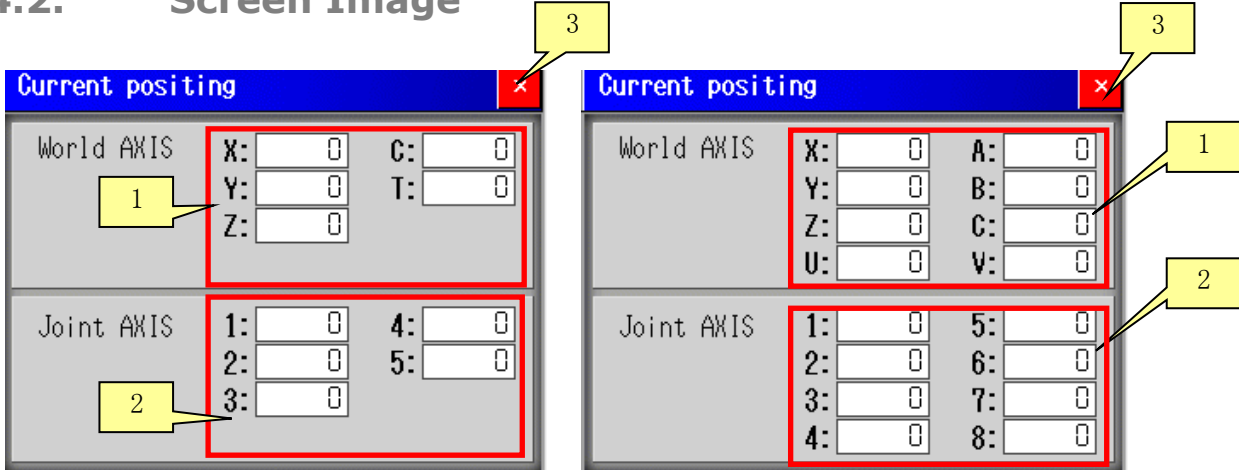 4.2. Screen Image
3
3
Current positing ×
World AXIS
X: 0 C: 0
Y: 0 T: 0
Z: 0
1
Joint AXIS
1: 0 4: 0
2: 0 5: 0
3: 0
2
Current positing ×
World AXIS
X: 0 A: 0
Y: 0 B: 0
Z: 0 C: 0
U: 0 V: 0
1
Joint AXIS
1: 0 5: 0
2: 0 6: 0
3: 0 7: 0
4: 0 8: 0
2